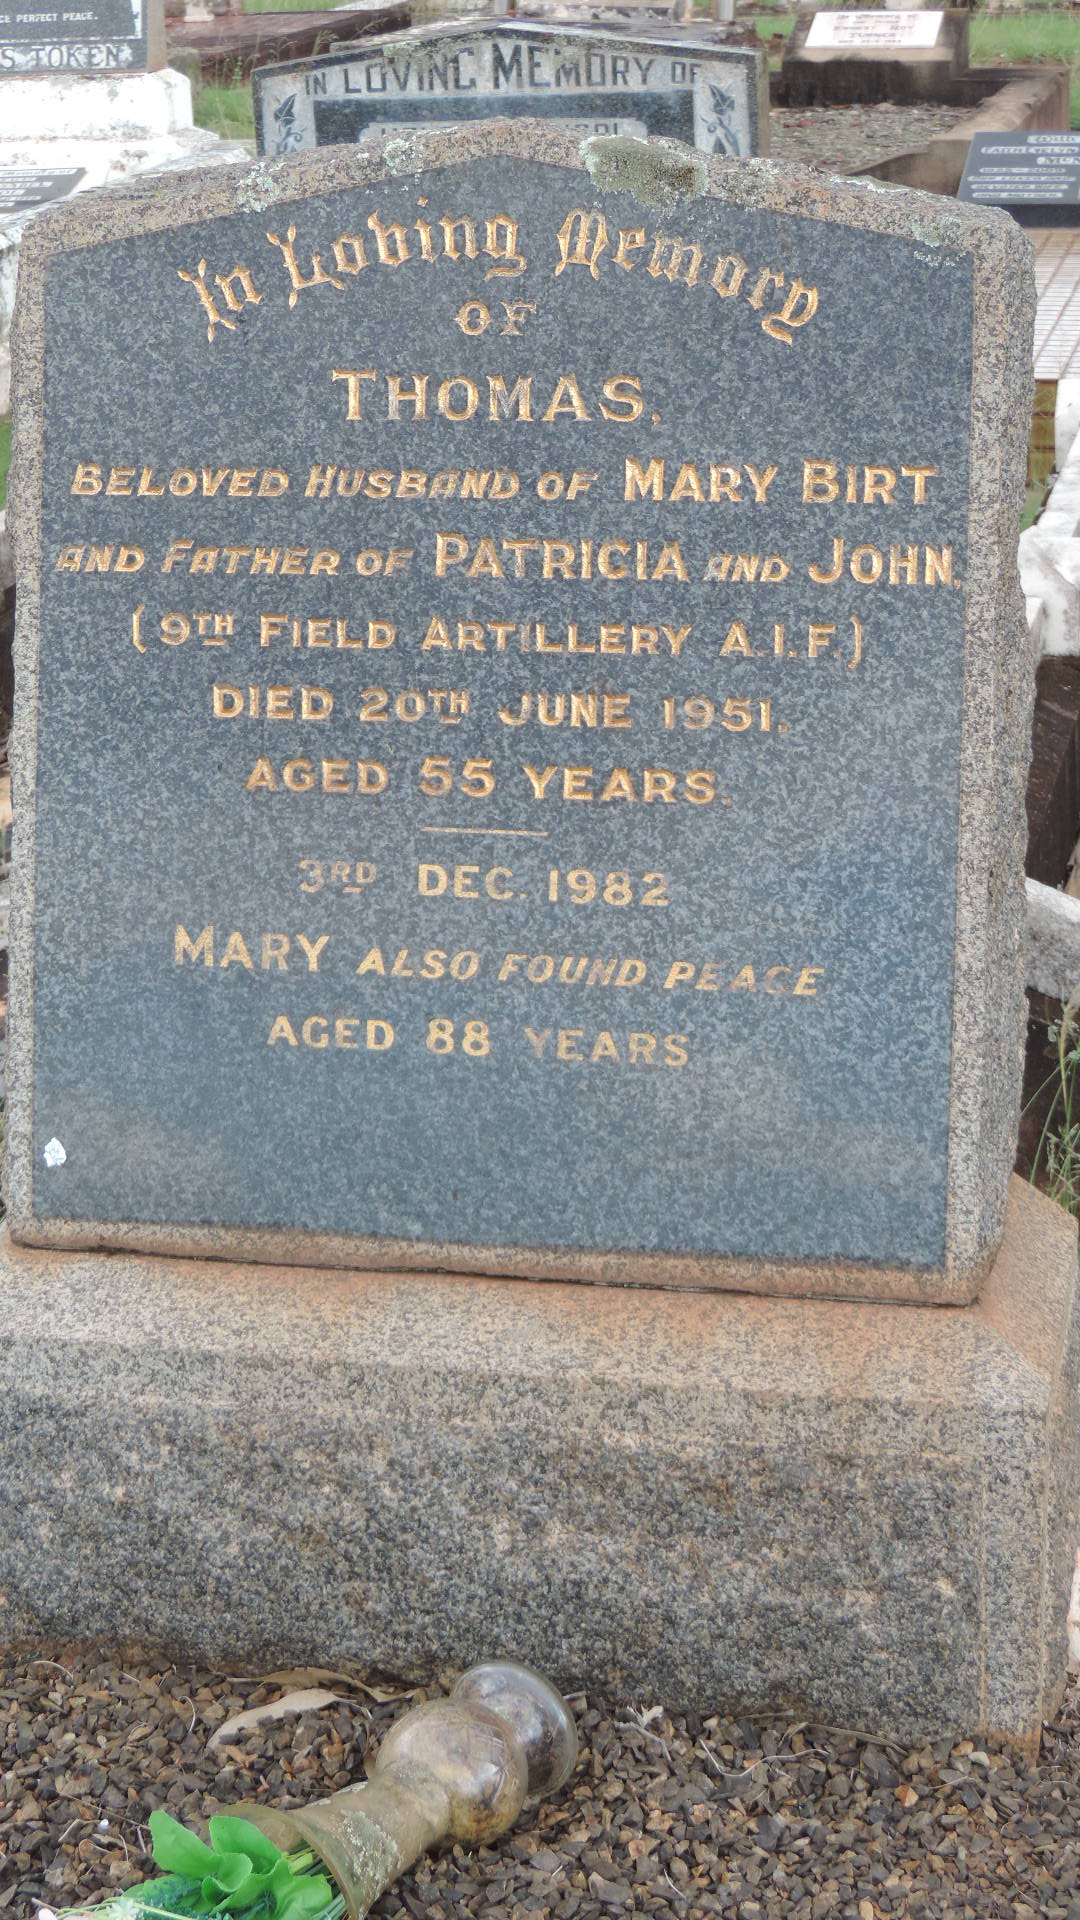 CE PERFECT PEACE.
S TOKEN
IN LOVING MEMORY OF
In Loving Memory
OF
THOMAS,
BELOVED HUSBAND OF MARY BIRT
AND FATHER OF PATRICIA AND JOHN,
(9TH FIELD ARTILLERY A.I.F.)
DIED 20TH JUNE 1951.
AGED 55 YEARS.
3RD DEC. 1982
MARY ALSO FOUND PEACE
AGED 88 YEARS